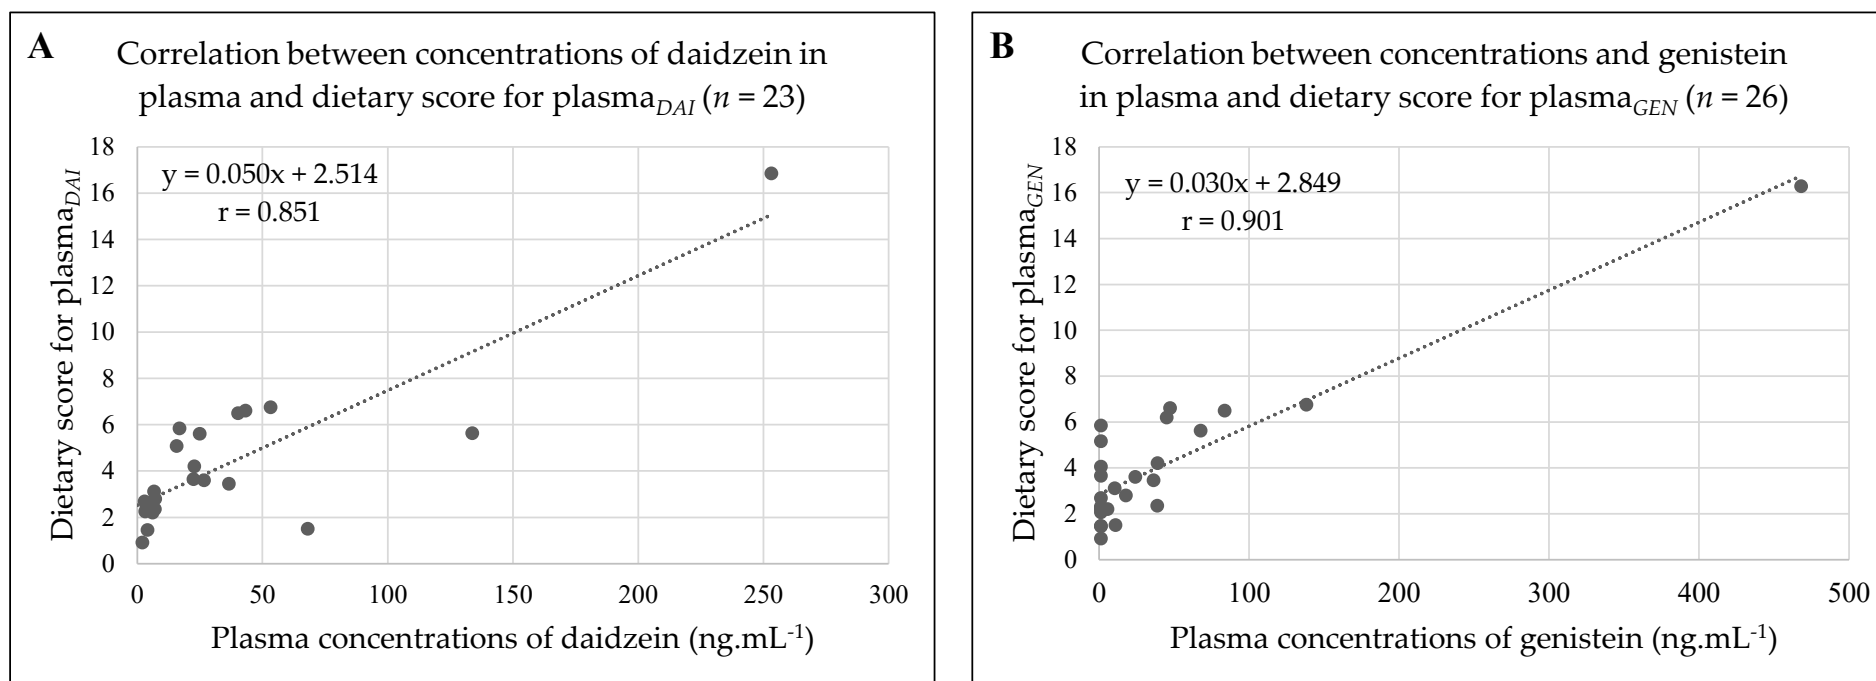 A
Correlation between concentrations of daidzein in
plasma and dietary score for plasmaDAI (n = 23)
y = 0.050x + 2.514
r = 0.851
Dietary score for plasmaDAI
18
16
14
12
10
8
6
4
2
0
0 50 100 150 200 250 300
Plasma concentrations of daidzein (ng.mL-1)
B
Correlation between concentrations and genistein
in plasma and dietary score for plasmaGEN (n = 26)
y = 0.030x + 2.849
r = 0.901
Dietary score for plasmaGEN
18
16
14
12
10
8
6
4
2
0
0 100 200 300 400 500
Plasma concentrations of genistein (ng.mL-1)